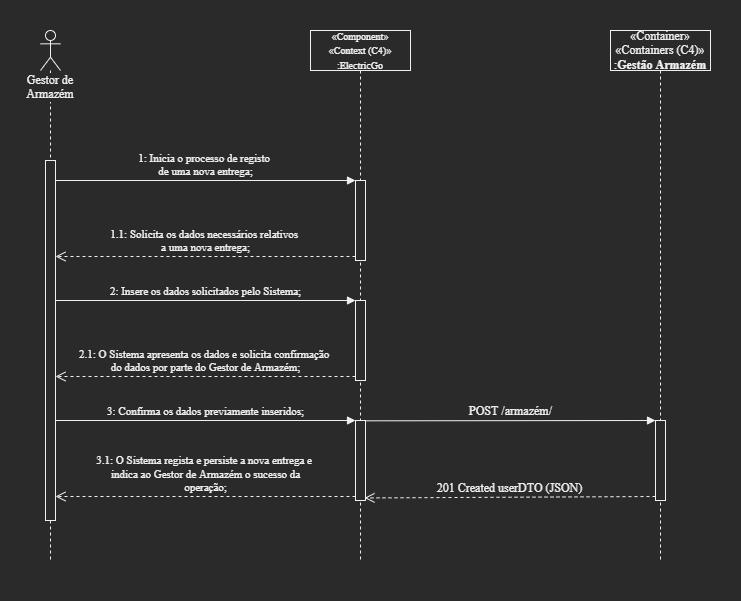 «Component»
«Context (C4)»
:ElectricGo
«Container»
«Containers (C4)»
:Gestão Armazém
Gestor de
Armazém
1: Inicia o processo de registo
de uma nova entrega;
1.1: Solicita os dados necessários relativos
a uma nova entrega;
2: Insere os dados solicitados pelo Sistema;
2.1: O Sistema apresenta os dados e solicita confirmação
do dados por parte do Gestor de Armazém;
3: Confirma os dados previamente inseridos;
POST /armazém/
3.1: O Sistema regista e persiste a nova entrega e
indica ao Gestor de Armazém o sucesso da
operação;
201 Created userDTO (JSON)